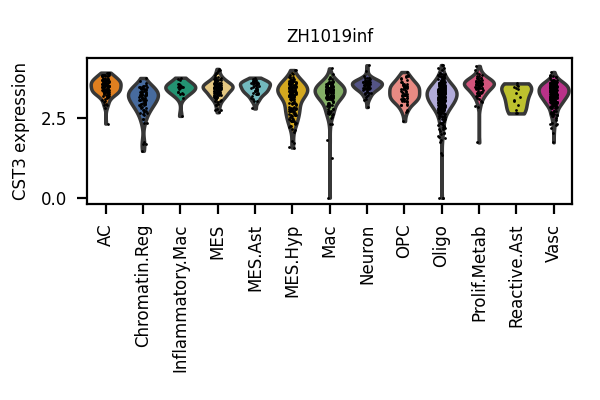 ZH1019inf
CST3 expression
2.5
0.0
AC
Chromatin.Reg
Inflammatory.Mac
MES
MES.Ast
MES.Hyp
Mac
Neuron
OPC
Oligo
Prolif.Metab
Reactive.Ast
Vasc